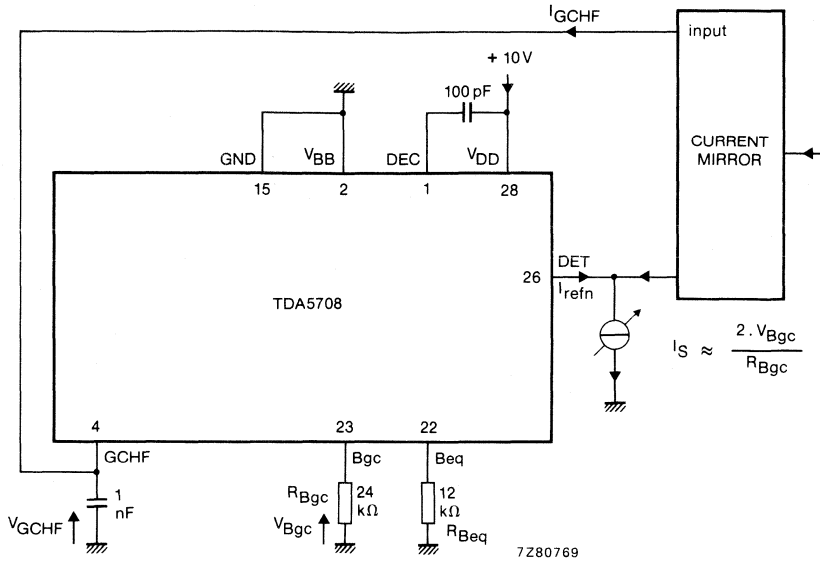 I GCHF
input
+ 10 V
100 pF
CURRENT
MIRROR
GND
VBB
DEC
VDD
15
2
1
28
DET
26
Irefn
TDA5708
IS ≈ 2 . VBgc
RBgc
4
23
22
GCHF
Bgc
Beq
1
nF
RBgc
24
kΩ
12
kΩ
VGCHF
VBgc
RBeq
7Z80769